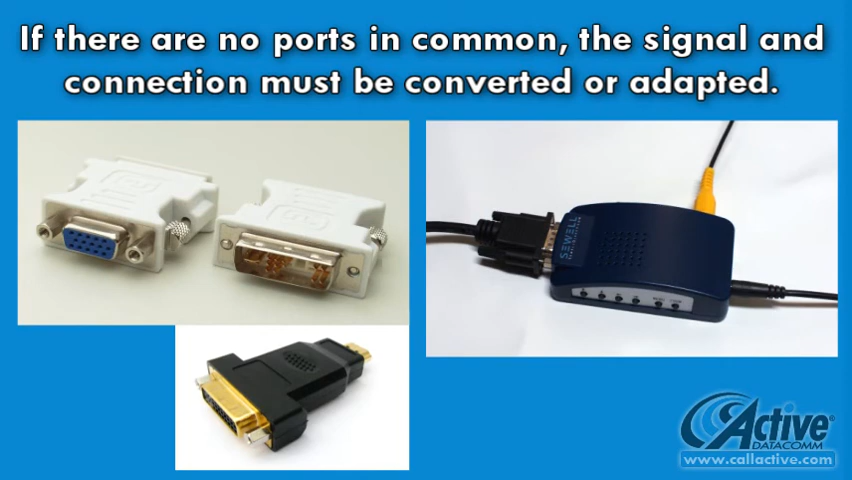 If there are no ports in common, the signal and
connection must be converted or adapted.
SEWELL
Active®
DATACOMM
www.callactive.com